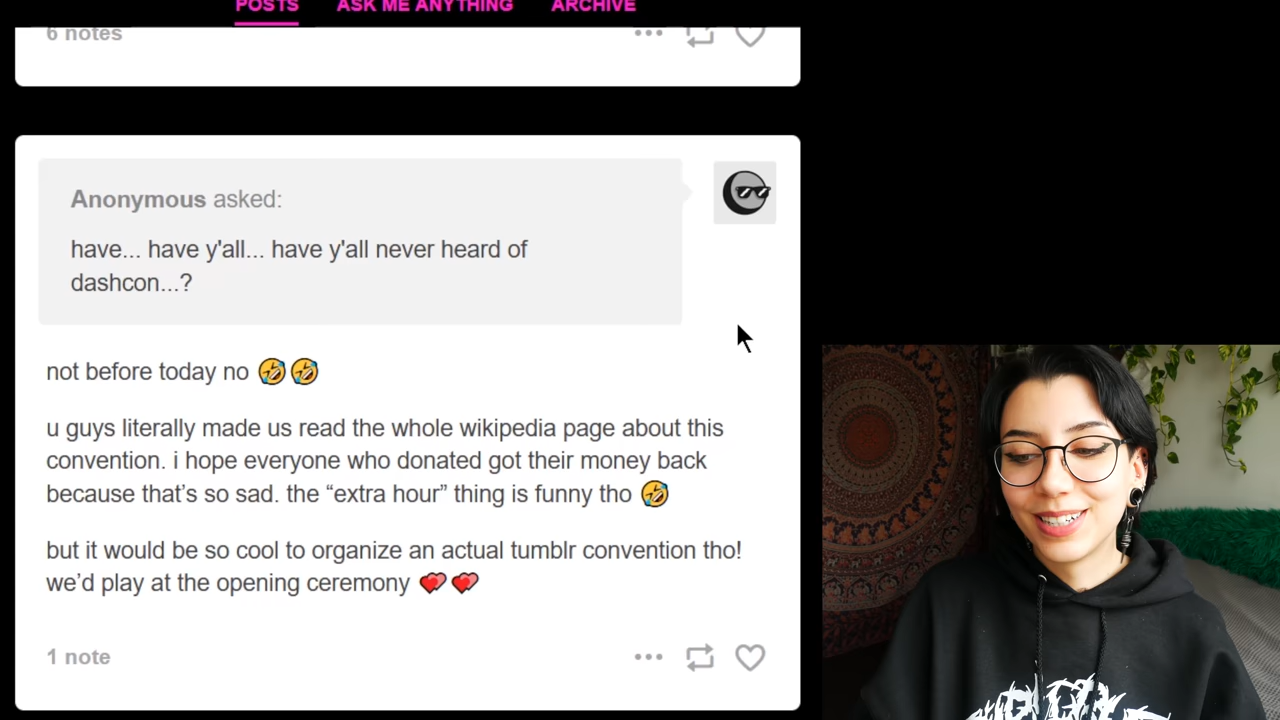 POSTS ASK ME ANYTHING ARCHIVE
6 notes
Anonymous asked:
have... have y'all... have y'all never heard of
dashcon...?
not before today no 🤣🤣
u guys literally made us read the whole wikipedia page about this
convention. i hope everyone who donated got their money back
because that’s so sad. the “extra hour” thing is funny tho 🤣
but it would be so cool to organize an actual tumblr convention tho!
we’d play at the opening ceremony 💞💞
1 note